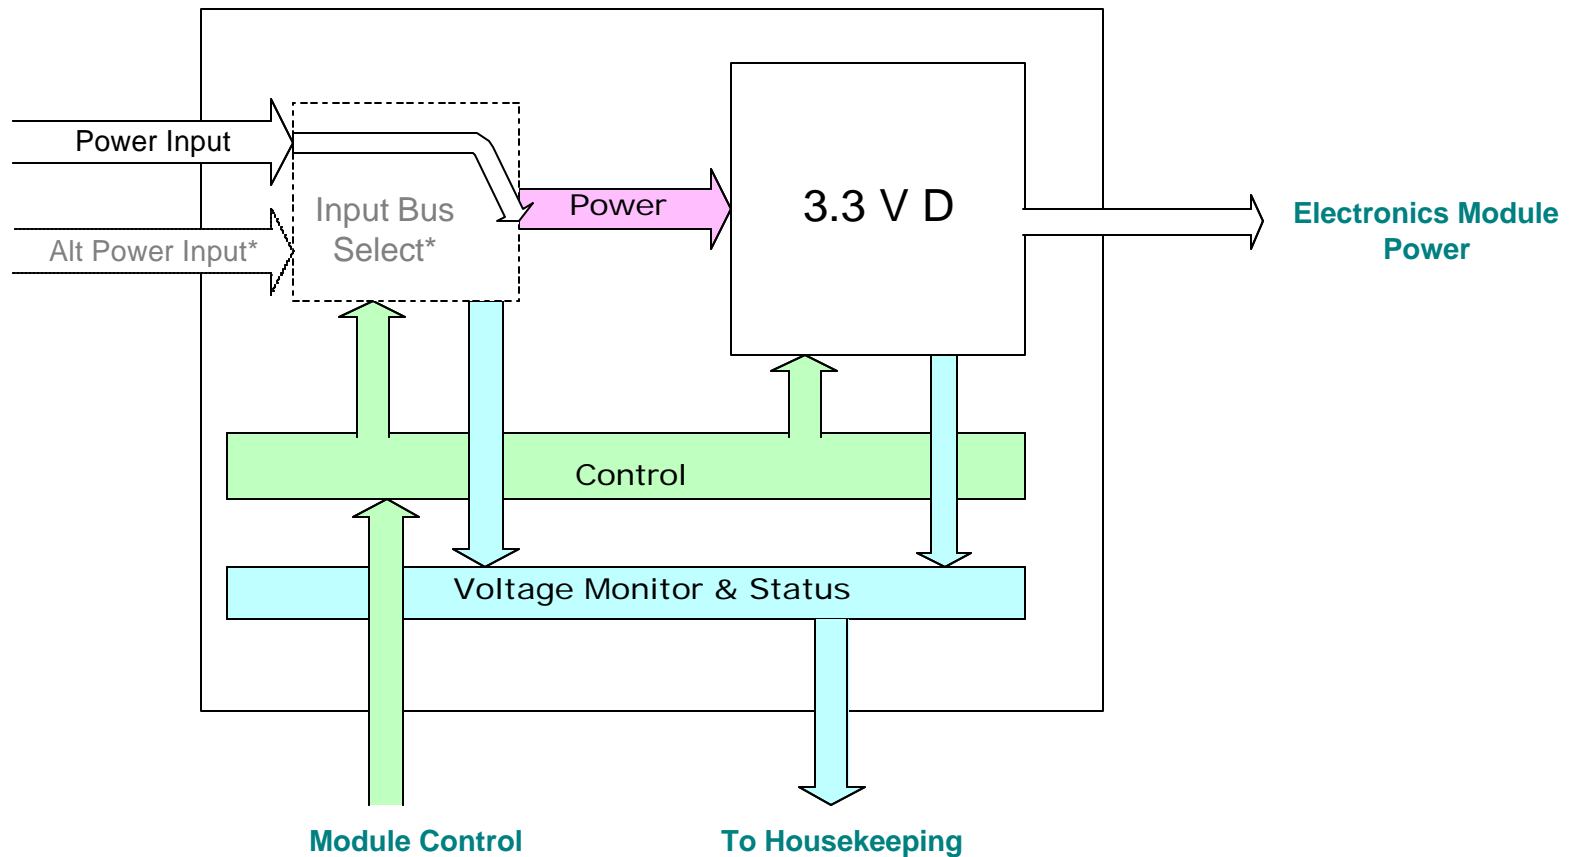 Power Input
Alt Power Input*
Input Bus
Select*
Power
3.3 V D
Electronics Module
Power
Control
Voltage Monitor & Status
Module Control
To Housekeeping